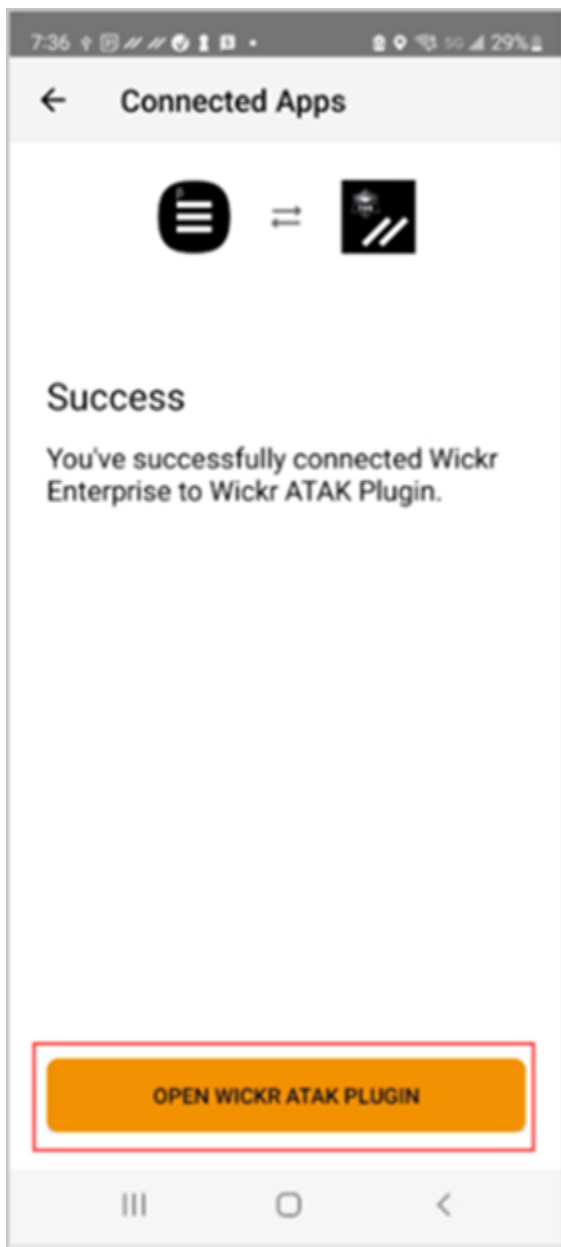 7:36 5G 29%
Connected Apps
Success
You've successfully connected Wickr
Enterprise to Wickr ATAK Plugin.
OPEN WICKR ATAK PLUGIN